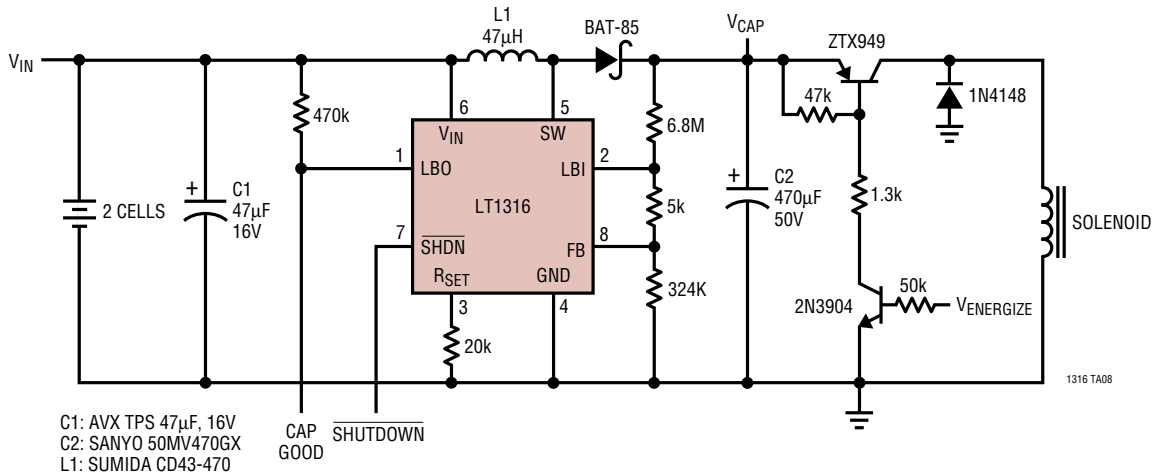 L1
47µH
BAT-85
VCAP
ZTX949
VIN
470k
6
5
VIN
SW
6.8M
47k
1N4148
1
LBO
LBI
2
2 CELLS
+
C1
47µF
16V
LT1316
5k
+
C2
470µF
50V
1.3k
SOLENOID
7
SHDN
FB
8
RSET
GND
324K
3
4
20k
2N3904
50k
VENERGIZE
1316 TA08
C1: AVX TPS 47µF, 16V
C2: SANYO 50MV470GX
L1: SUMIDA CD43-470
CAP
GOOD
SHUTDOWN